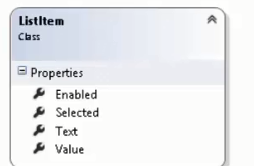 ListItem
Class
Properties
Enabled
Selected
Text
Value